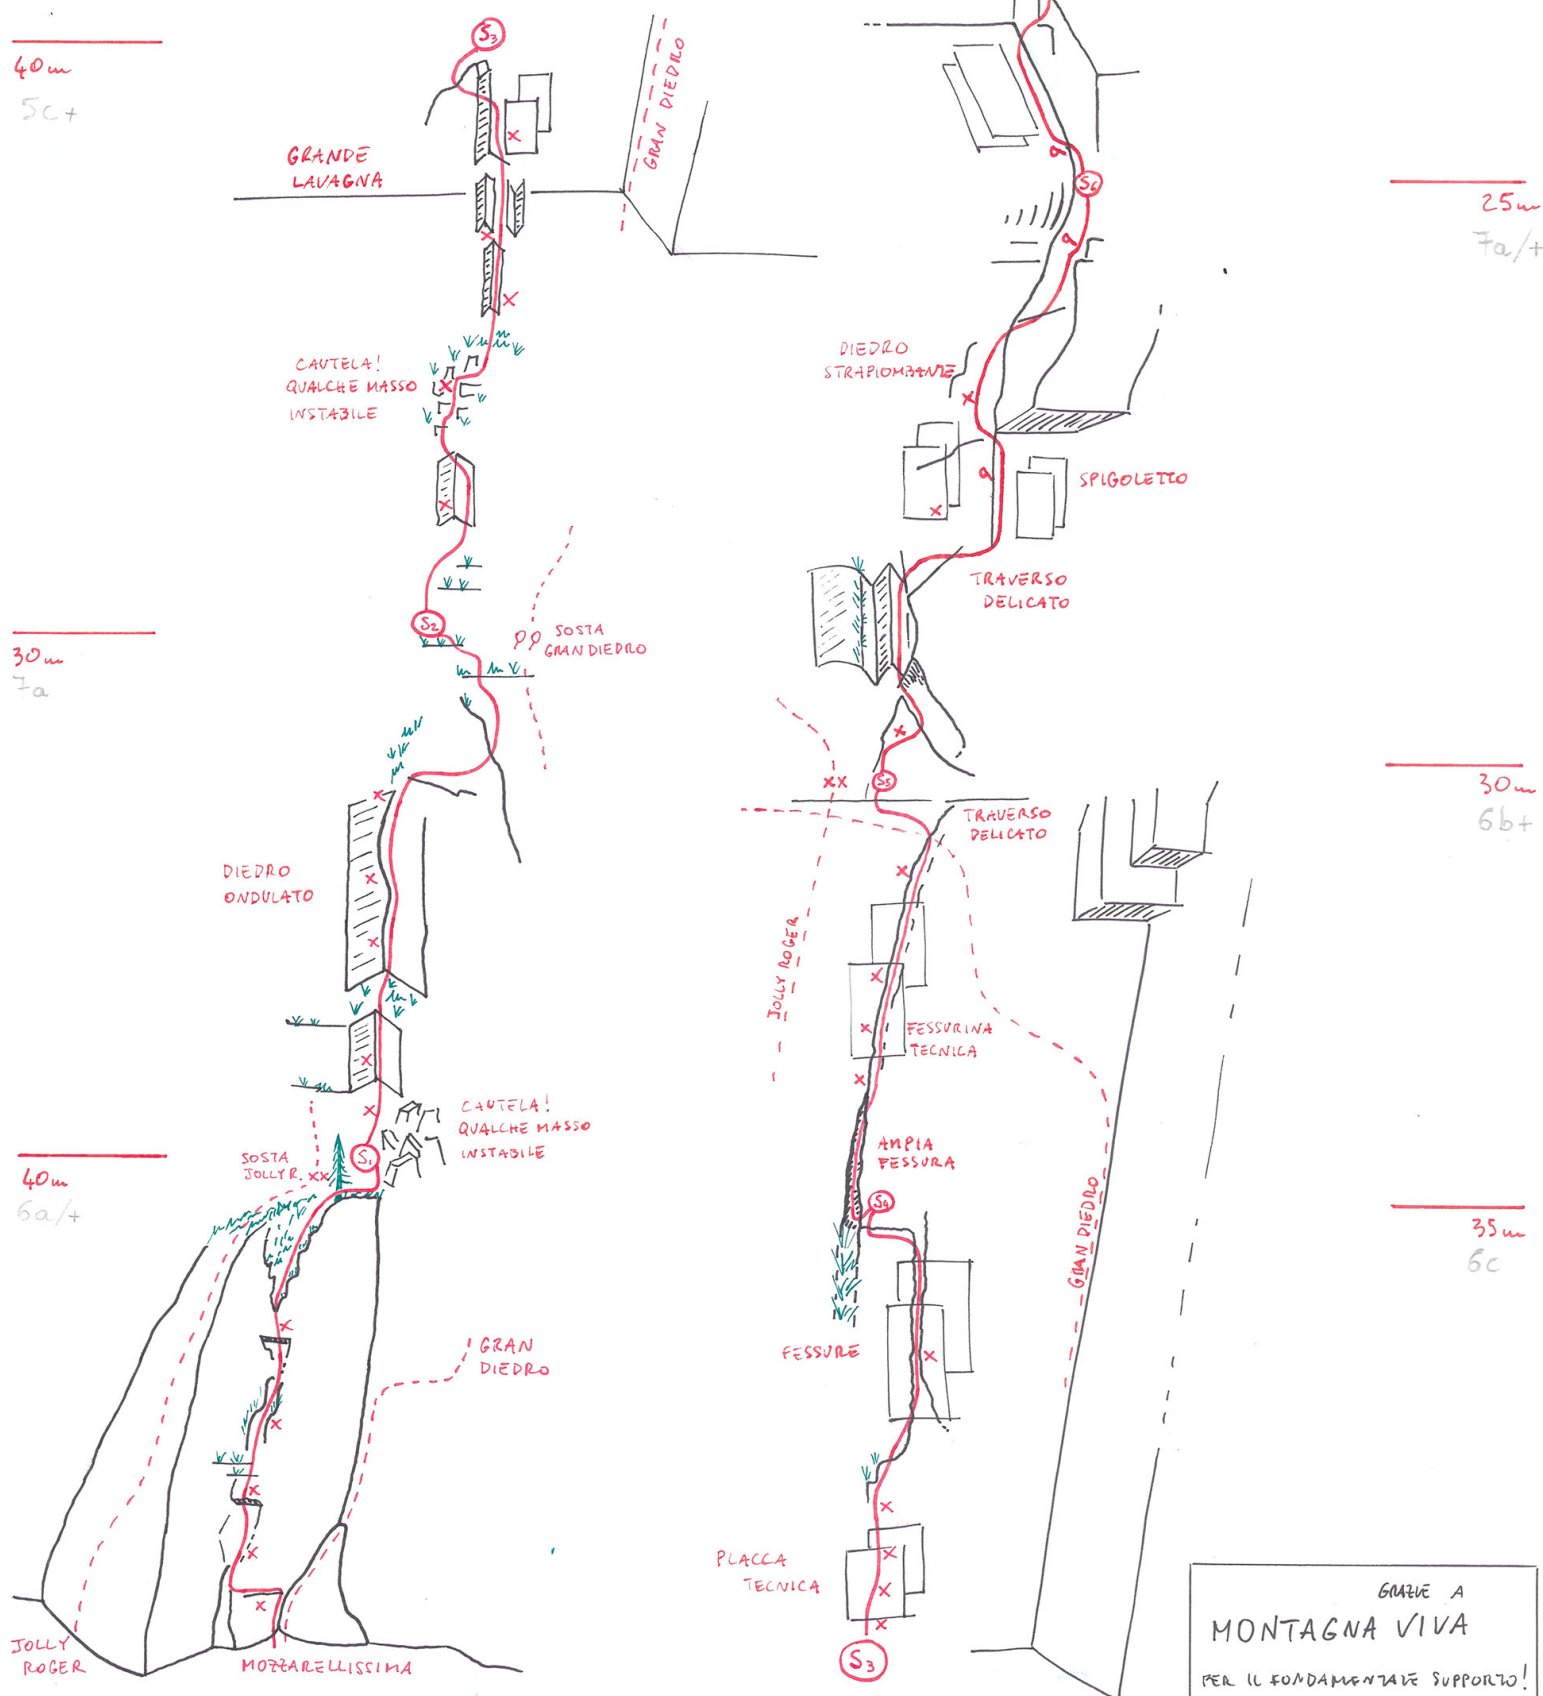 S3
40m
5c+
GRANDE
LAVAGNA
GRAN DIEDRO
CAUTELA!
QUALCHE MASSO
INSTABILE
S2
30m
7a
SOSTA
GRAN DIEDRO
DIEDRO
ONDULATO
CAUTELA!
QUALCHE MASSO
INSTABILE
S1
SOSTA
JOLLY R.
40m
6a/+
GRAN
DIEDRO
JOLLY
ROGER
MOZZARELLISSIMA
S6
25m
7a/+
DIEDRO
STRAPIOMBANTE
SPIGOLETTO
TRAVERSO
DELICATO
S5
30m
6b+
TRAVERSO
DELICATO
JOLLY ROGER
FESSURINA
TECNICA
AMPIA
FESSURA
S4
GRAN DIEDRO
35m
6c
FESSURE
PLACCA
TECNICA
S3
GRAZIE A
MONTAGNA VIVA
PER IL FONDAMENTALE SUPPORTO!